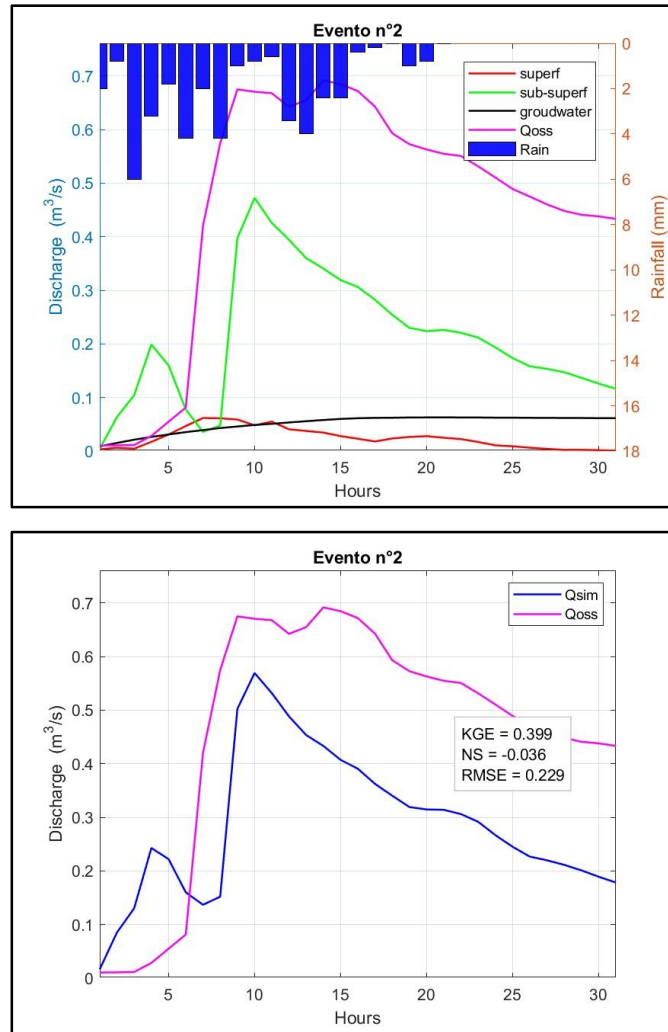 Evento n°2
superf
sub-superf
groudwater
Qoss
Rain
0.7
0.6
0.5
0.4
0.3
0.2
0.1
0
Discharge (m³/s)
0
2
4
6
8
10
12
14
16
18
Rainfall (mm)
5
10
15
20
25
30
Hours
Evento n°2
Qsim
Qoss
KGE = 0.399
NS = -0.036
RMSE = 0.229
0.7
0.6
0.5
0.4
0.3
0.2
0.1
0
Discharge (m³/s)
5
10
15
20
25
30
Hours